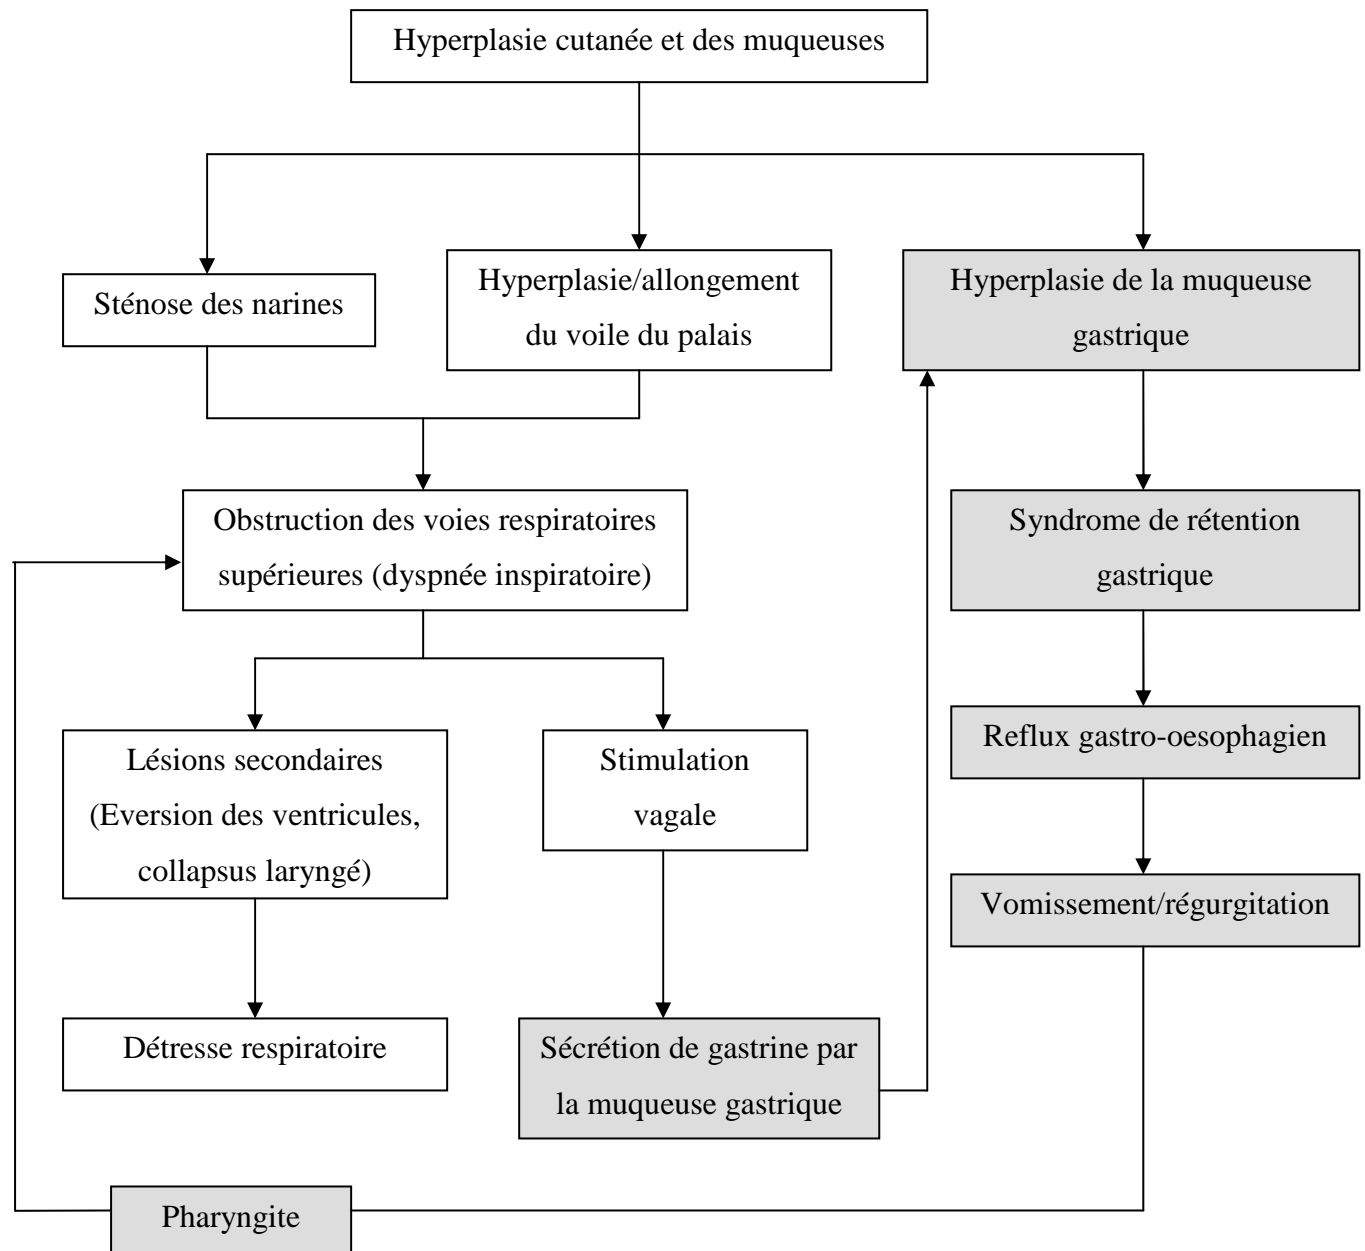 Hyperplasie cutanée et des muqueuses
Sténose des narines
Hyperplasie/allongement
du voile du palais
Hyperplasie de la muqueuse
gastrique
Obstruction des voies respiratoires
supérieures (dyspnée inspiratoire)
Syndrome de rétention
gastrique
Lésions secondaires
(Eversion des ventricules,
collapsus laryngé)
Stimulation
vagale
Reflux gastro-oesophagien
Vomissement/régurgitation
Détresse respiratoire
Sécrétion de gastrine par
la muqueuse gastrique
Pharyngite